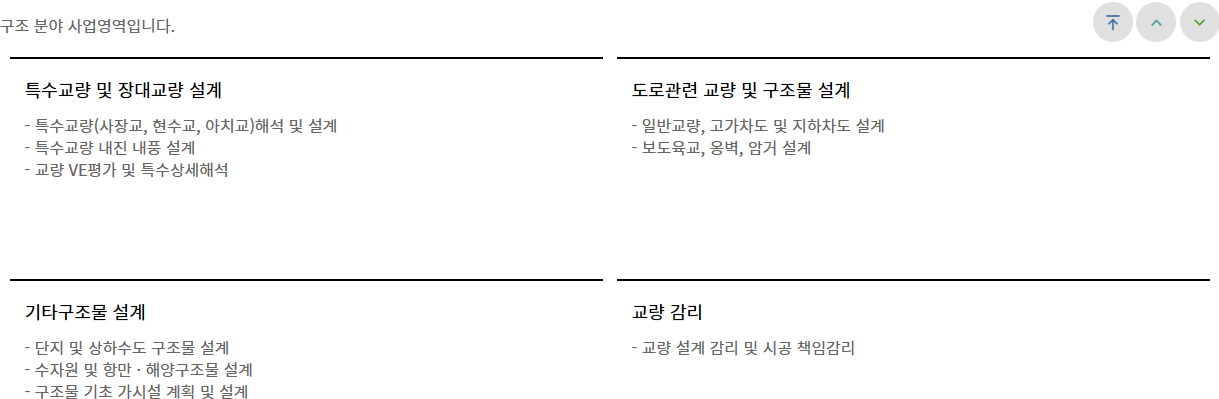 구조 분야 사업영역입니다.
특수교량 및 장대교량 설계
- 특수교량(사장교, 현수교, 아치교)해석 및 설계
- 특수교량 내진 내풍 설계
- 교량 VE평가 및 특수상세해석
도로관련 교량 및 구조물 설계
- 일반교량, 고가차도 및 지하차도 설계
- 보도육교, 옹벽, 암거 설계
기타구조물 설계
- 단지 및 상하수도 구조물 설계
- 수자원 및 항만 · 해양구조물 설계
- 구조물 기초 가시설 계획 및 설계
교량 감리
- 교량 설계 감리 및 시공 책임감리